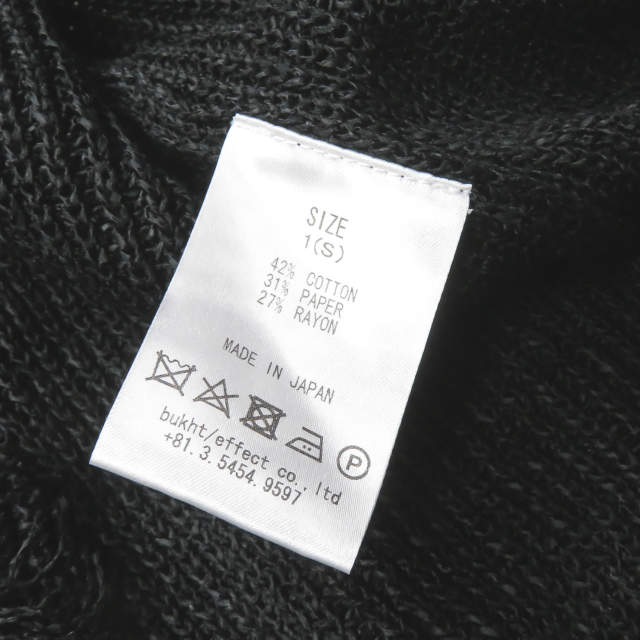 SIZE
1(S)
42% COTTON
31% PAPER
27% RAYON
MADE IN JAPAN
P
bukht/effect co.,ltd
+81.3.5454.9597